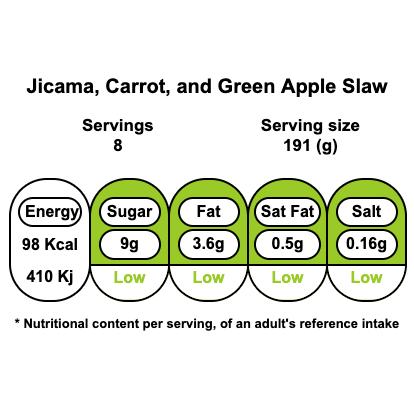 Jicama, Carrot, and Green Apple Slaw
Servings Serving size
8 191 (g)
Energy Sugar Fat Sat Fat Salt
98 Kcal 9g 3.6g 0.5g 0.16g
410 Kj Low Low Low Low
* Nutritional content per serving, of an adult's reference intake